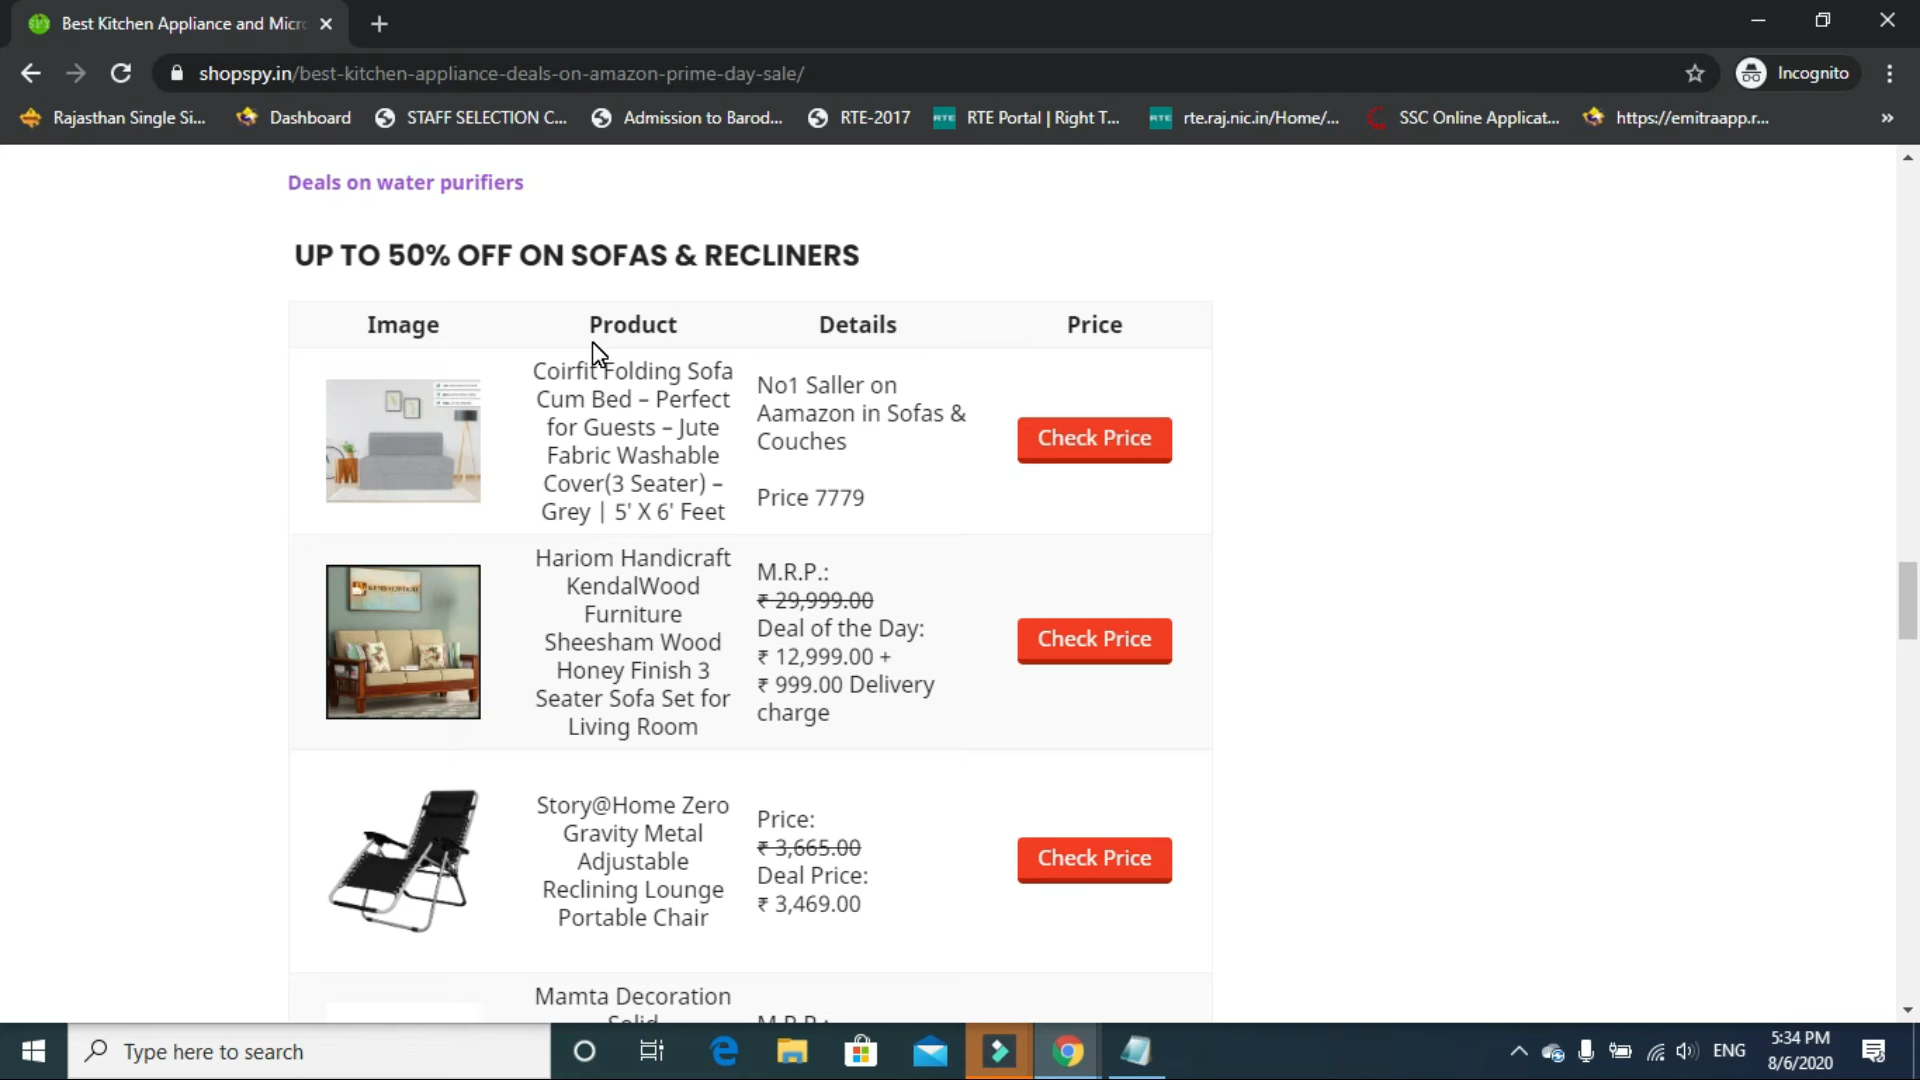 Best Kitchen Appliance and Micr
shopspy.in/best-kitchen-appliance-deals-on-amazon-prime-day-sale/
Incognito
Rajasthan Single Si...
Dashboard
STAFF SELECTION C...
Admission to Barod...
RTE-2017
RTE
RTE Portal | Right T...
RTE
rte.raj.nic.in/Home/...
SSC Online Applicat...
https://emitraapp.r...
»
Deals on water purifiers
UP TO 50% OFF ON SOFAS & RECLINERS
Image Product Details Price
Coirfit Folding Sofa
Cum Bed – Perfect
for Guests – Jute
Fabric Washable
Cover(3 Seater) –
Grey | 5' X 6' Feet
No1 Saller on
Aamazon in Sofas &
Couches
Price 7779
Check Price
Hariom Handicraft
KendalWood
Furniture
Sheesham Wood
Honey Finish 3
Seater Sofa Set for
Living Room
M.R.P.:
₹ 29,999.00
Deal of the Day:
₹ 12,999.00 +
₹ 999.00 Delivery
charge
Check Price
Story@Home Zero
Gravity Metal
Adjustable
Reclining Lounge
Portable Chair
Price:
₹ 3,665.00
Deal Price:
₹ 3,469.00
Check Price
Mamta Decoration
Solid
M.R.P.:
Type here to search
ENG
5:34 PM
8/6/2020